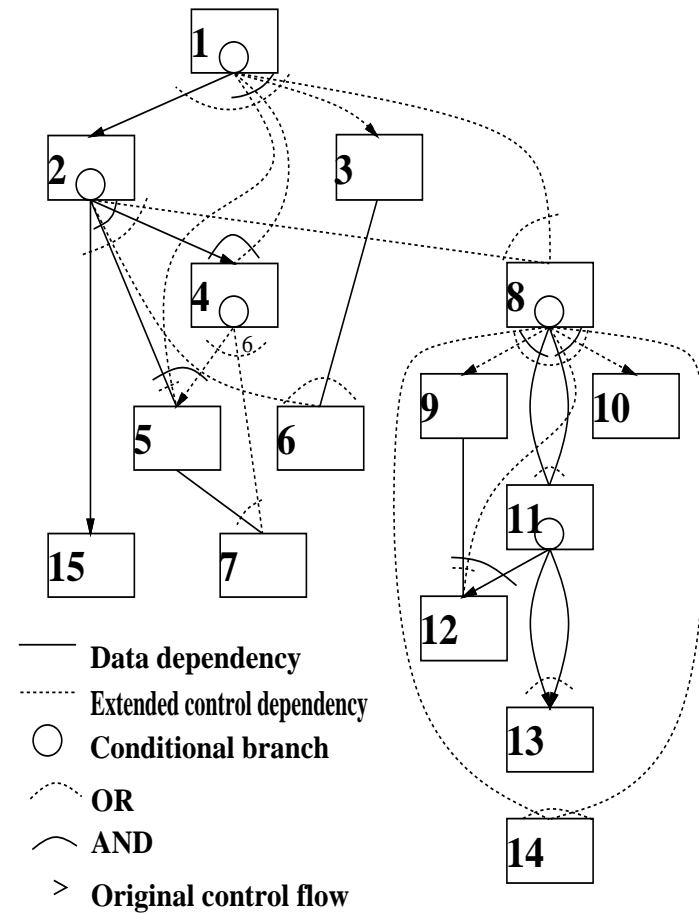 1
2
3
4
8
6
9
10
5
6
11
15
7
12
Data dependency
Extended control dependency
Conditional branch
13
OR
AND
14
Original control flow